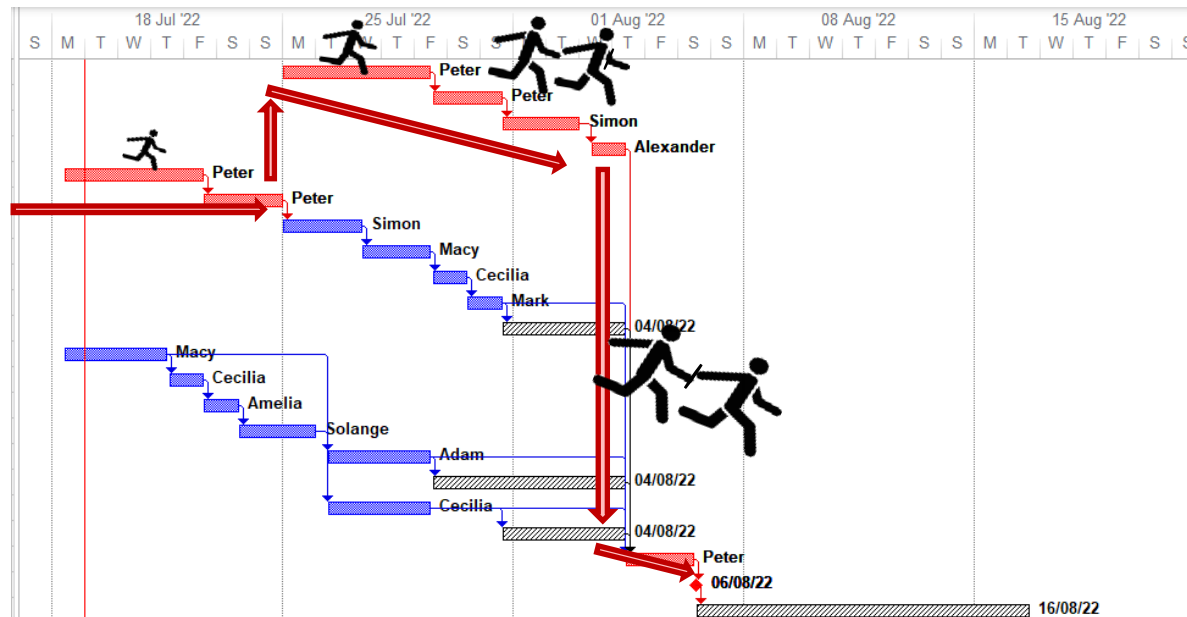 18 Jul '22 25 Jul '22 01 Aug '22 08 Aug '22 15 Aug '22
S M T W T F S S M T W T F S S M T W T F S S M T W T F S S M T W T F S S
Peter
Peter
Simon
Alexander
Peter
Peter
Simon
Macy
Cecilia
Mark
04/08/22
Macy
Cecilia
Amelia
Solange
Adam
04/08/22
Cecilia
04/08/22
Peter
06/08/22
16/08/22